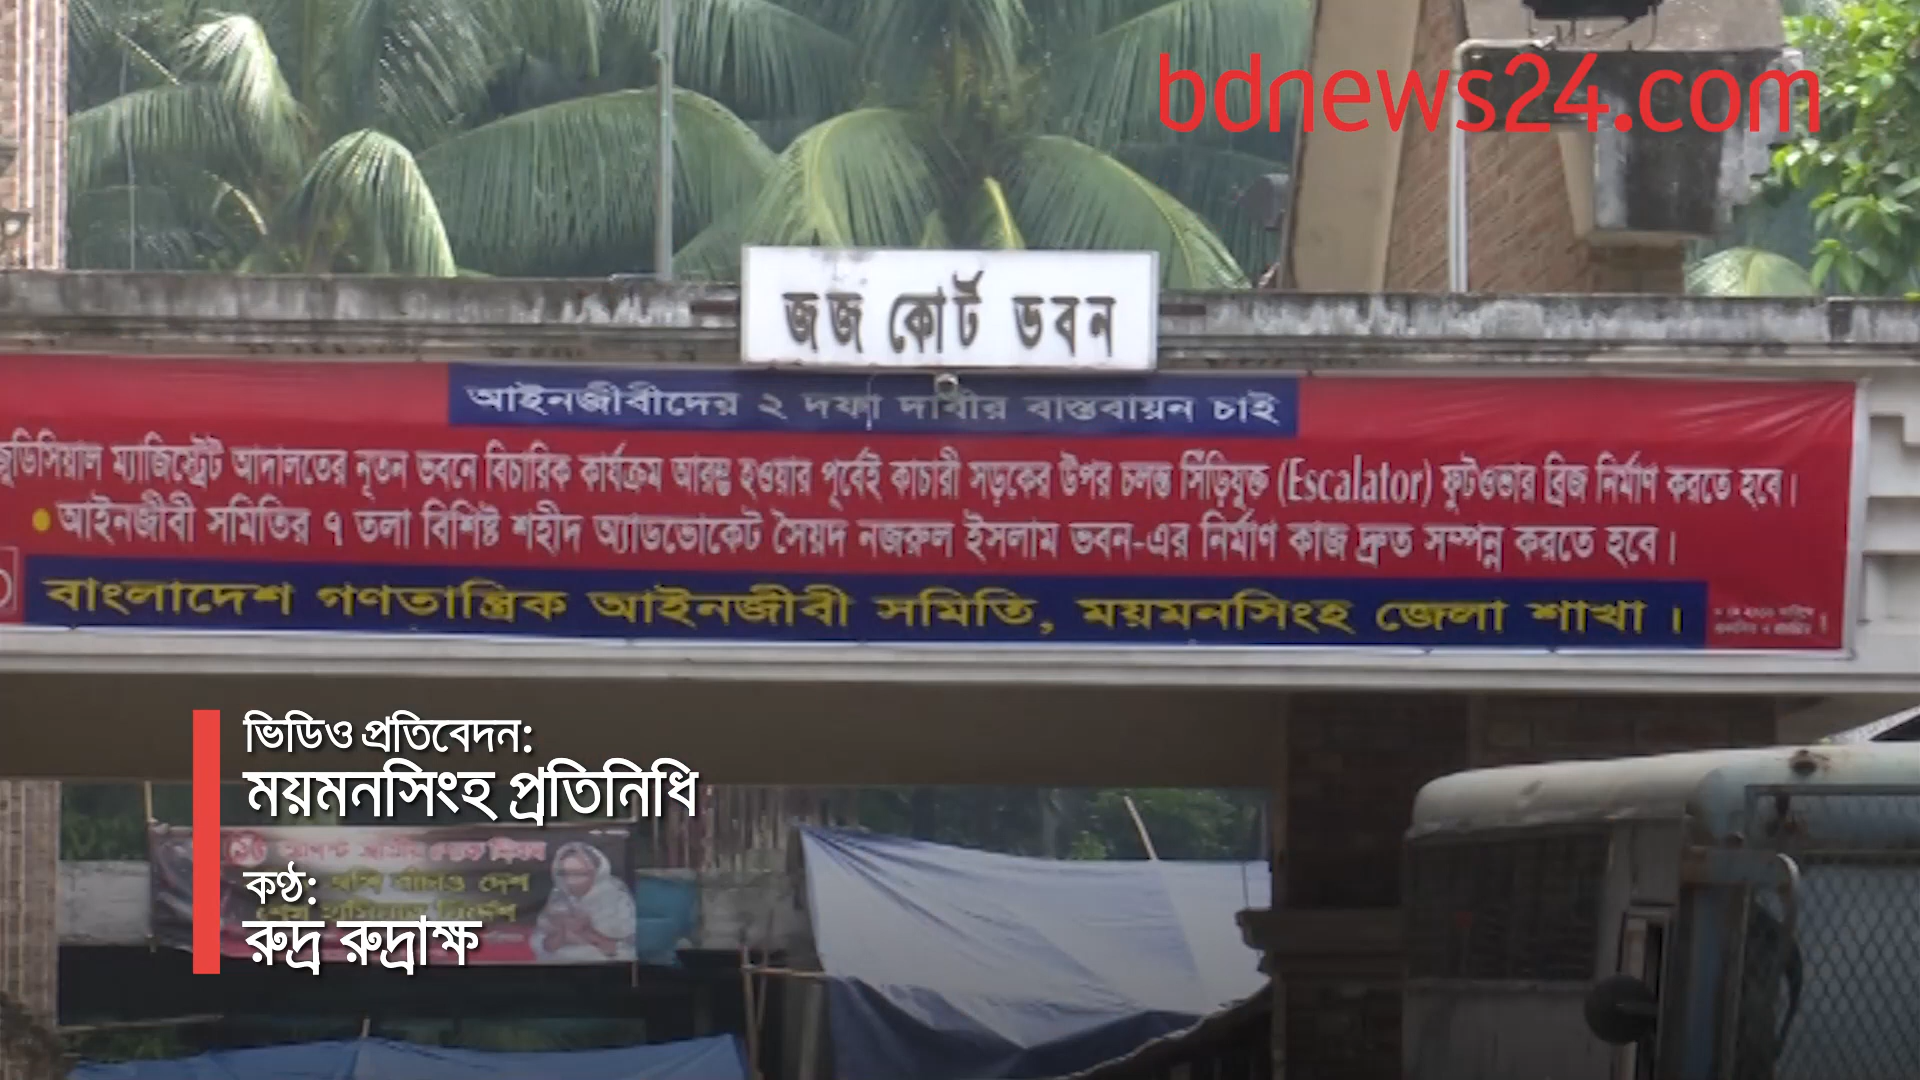 bdnews24.com
জজ কোর্ট ভবন
আইনজীবীদের ২ দফা দাবীর বাস্তবায়ন চাই
জুডিসিয়াল ম্যাজিস্ট্রেট আদালতের নূতন ভবনে বিচারিক কার্যক্রম আরম্ভ হওয়ার পূর্বেই কাচারী সড়কের উপর চলন্ত সিঁড়িযুক্ত (Escalator) ফুটওভার ব্রিজ নির্মাণ করতে হবে।
• আইনজীবী সমিতির ৭ তলা বিশিষ্ট শহীদ অ্যাডভোকেট সৈয়দ নজরুল ইসলাম ভবন-এর নির্মাণ কাজ দ্রুত সম্পন্ন করতে হবে।
বাংলাদেশ গণতান্ত্রিক আইনজীবী সমিতি, ময়মনসিংহ জেলা শাখা।
ভিডিও প্রতিবেদন:
ময়মনসিংহ প্রতিনিধি
কণ্ঠ:
রুদ্র রুদ্রাক্ষ